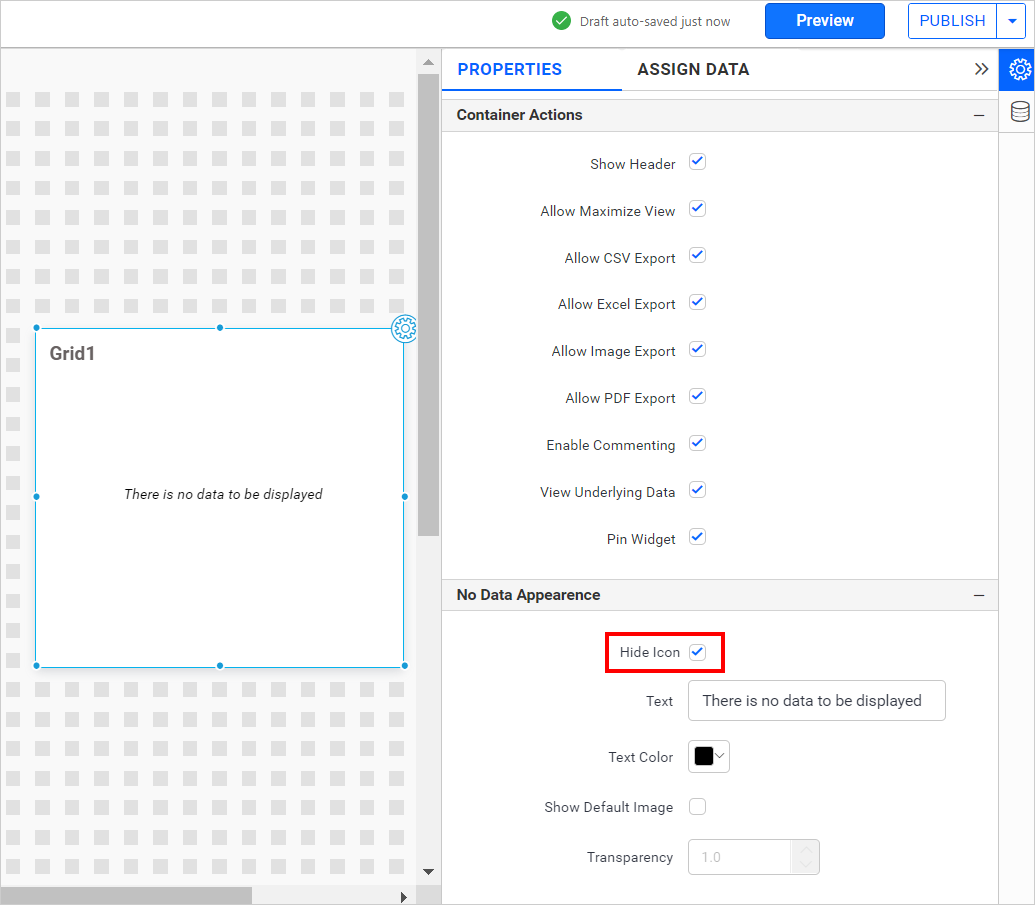 Draft auto-saved just now
Preview
PUBLISH
PROPERTIES
ASSIGN DATA
Container Actions
Show Header
Allow Maximize View
Allow CSV Export
Allow Excel Export
Allow Image Export
Allow PDF Export
Enable Commenting
View Underlying Data
Pin Widget
Grid1
There is no data to be displayed
No Data Appearence
Hide Icon
Text There is no data to be displayed
Text Color
Show Default Image
Transparency 1.0